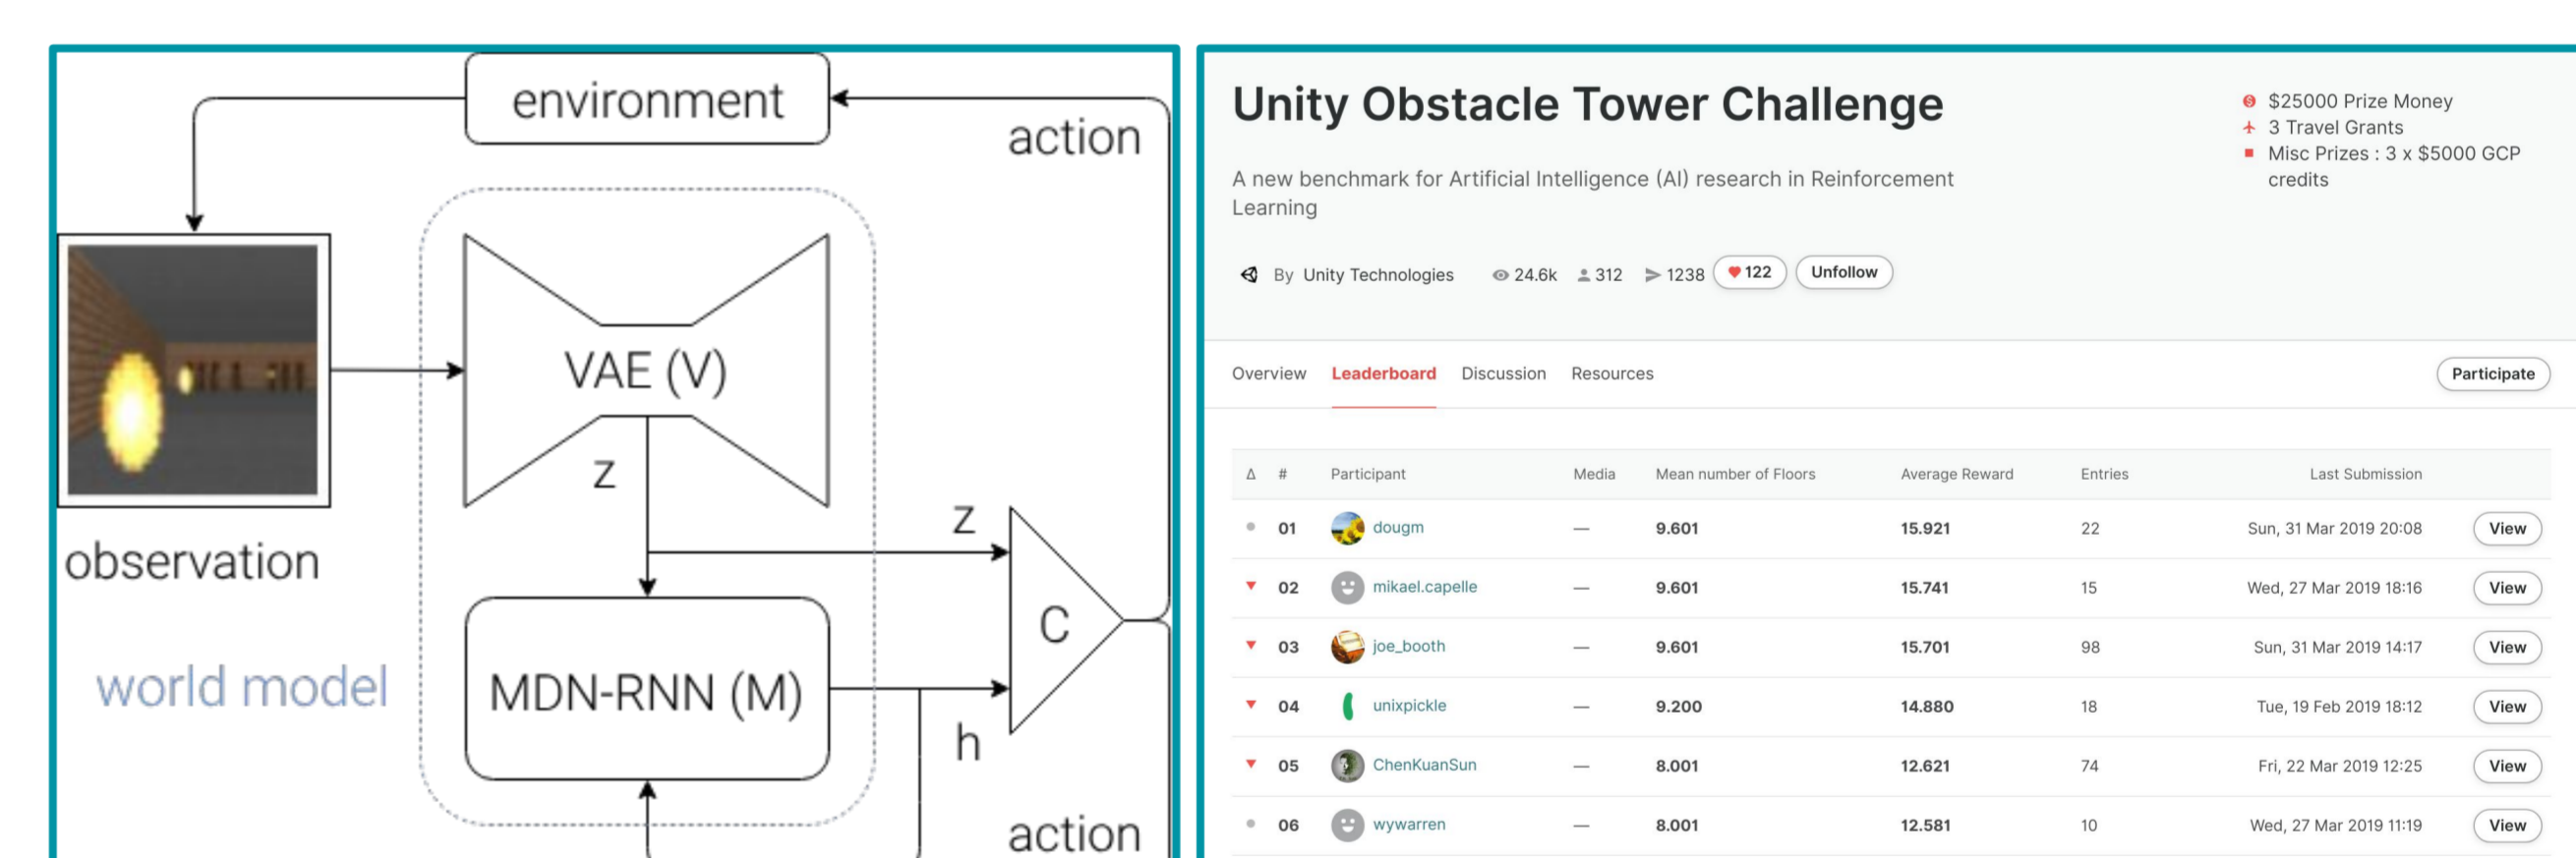 environment
action
VAE (V)
z
z
observation
C
world model
MDN-RNN (M)
h
action
Unity Obstacle Tower Challenge
A new benchmark for Artificial Intelligence (AI) research in Reinforcement
Learning
$25000 Prize Money
3 Travel Grants
Misc Prizes : 3 x $5000 GCP
credits
By Unity Technologies 24.6k 312 1238 122 Unfollow
Overview Leaderboard Discussion Resources Participate
Δ # Participant Media Mean number of Floors Average Reward Entries Last Submission
01 dougm — 9.601 15.921 22 Sun, 31 Mar 2019 20:08 View
02 mikael.capelle — 9.601 15.741 15 Wed, 27 Mar 2019 18:16 View
03 joe_booth — 9.601 15.701 98 Sun, 31 Mar 2019 14:17 View
04 unixpickle — 9.200 14.880 18 Tue, 19 Feb 2019 18:12 View
05 ChenKuanSun — 8.001 12.621 74 Fri, 22 Mar 2019 12:25 View
06 wywarren — 8.001 12.581 10 Wed, 27 Mar 2019 11:19 View